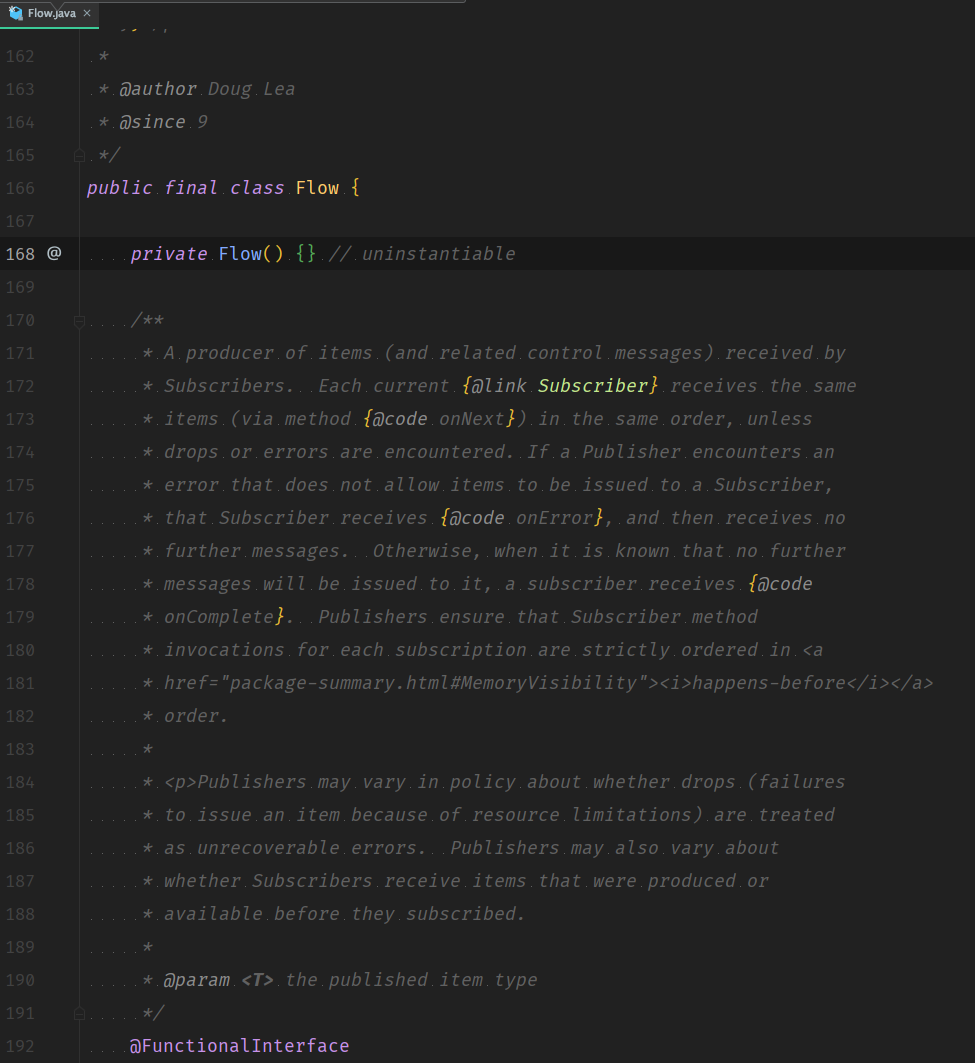 Flow.java
162 *
163 * @author Doug Lea
164 * @since 9
165 */
166 public final class Flow {
167
168 @ private Flow() {} // uninstantiable
169
170 /**
171 * A producer of items (and related control messages) received by
172 * Subscribers.  Each current {@link Subscriber} receives the same
173 * items (via method {@code onNext}) in the same order, unless
174 * drops or errors are encountered. If a Publisher encounters an
175 * error that does not allow items to be issued to a Subscriber,
176 * that Subscriber receives {@code onError}, and then receives no
177 * further messages.  Otherwise, when it is known that no further
178 * messages will be issued to it, a subscriber receives {@code
179 * onComplete}.  Publishers ensure that Subscriber method
180 * invocations for each subscription are strictly ordered in <a
181 * href="package-summary.html#MemoryVisibility"><i>happens-before</i></a>
182 * order.
183 *
184 * <p>Publishers may vary in policy about whether drops (failures
185 * to issue an item because of resource limitations) are treated
186 * as unrecoverable errors.  Publishers may also vary about
187 * whether Subscribers receive items that were produced or
188 * available before they subscribed.
189 *
190 * @param <T> the published item type
191 */
192 @FunctionalInterface